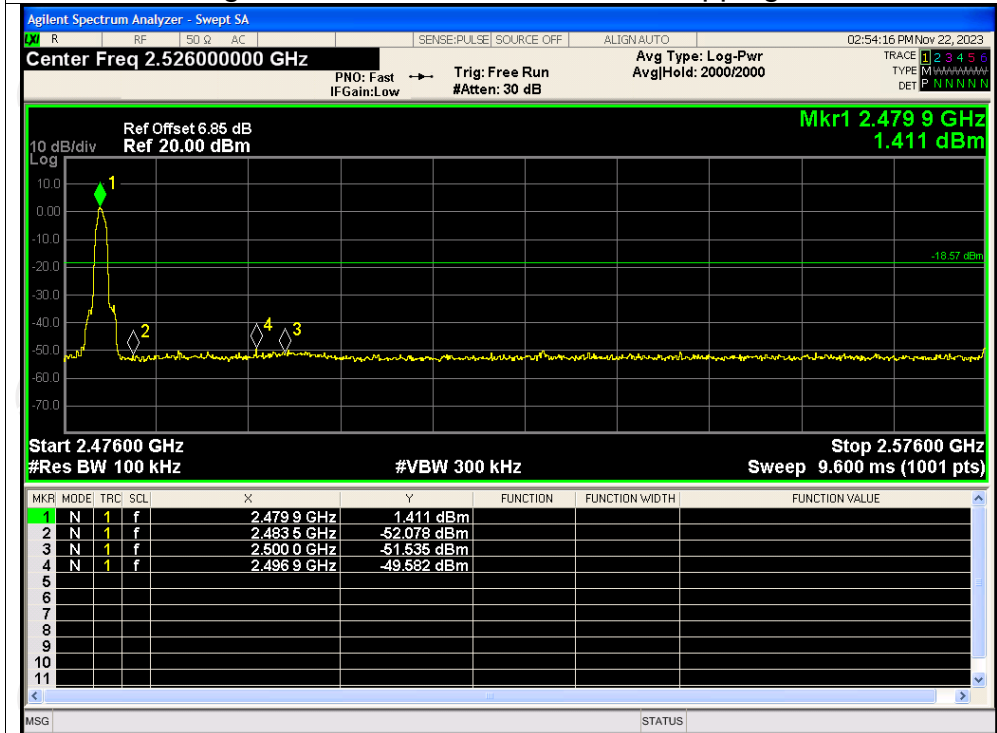 Agilent Spectrum Analyzer - Swept SA
LXI R RF 50 Ω AC SENSE:PULSE SOURCE OFF ALIGNAUTO 02:54:16 PMNov 22, 2023
Center Freq 2.526000000 GHz
PNO: Fast
IFGain:Low
Trig: Free Run
#Atten: 30 dB
Avg Type: Log-Pwr
Avg|Hold: 2000/2000
TRACE 1 2 3 4 5 6
TYPE M
DET P N N N N N
Mkr1 2.479 9 GHz
1.411 dBm
Ref Offset 6.85 dB
10 dB/div Ref 20.00 dBm
Log
10.0
0.00
-10.0
-20.0
-30.0
-40.0
-50.0
-60.0
-70.0
1
2
4
3
-18.57 dBm
Start 2.47600 GHz Stop 2.57600 GHz
#Res BW 100 kHz #VBW 300 kHz Sweep 9.600 ms (1001 pts)
MKR MODE TRC SCL X Y FUNCTION FUNCTION WIDTH FUNCTION VALUE
1 N 1 f 2.479 9 GHz 1.411 dBm
2 N 1 f 2.483 5 GHz -52.078 dBm
3 N 1 f 2.500 0 GHz -51.535 dBm
4 N 1 f 2.496 9 GHz -49.582 dBm
5
6
7
8
9
10
11
MSG STATUS